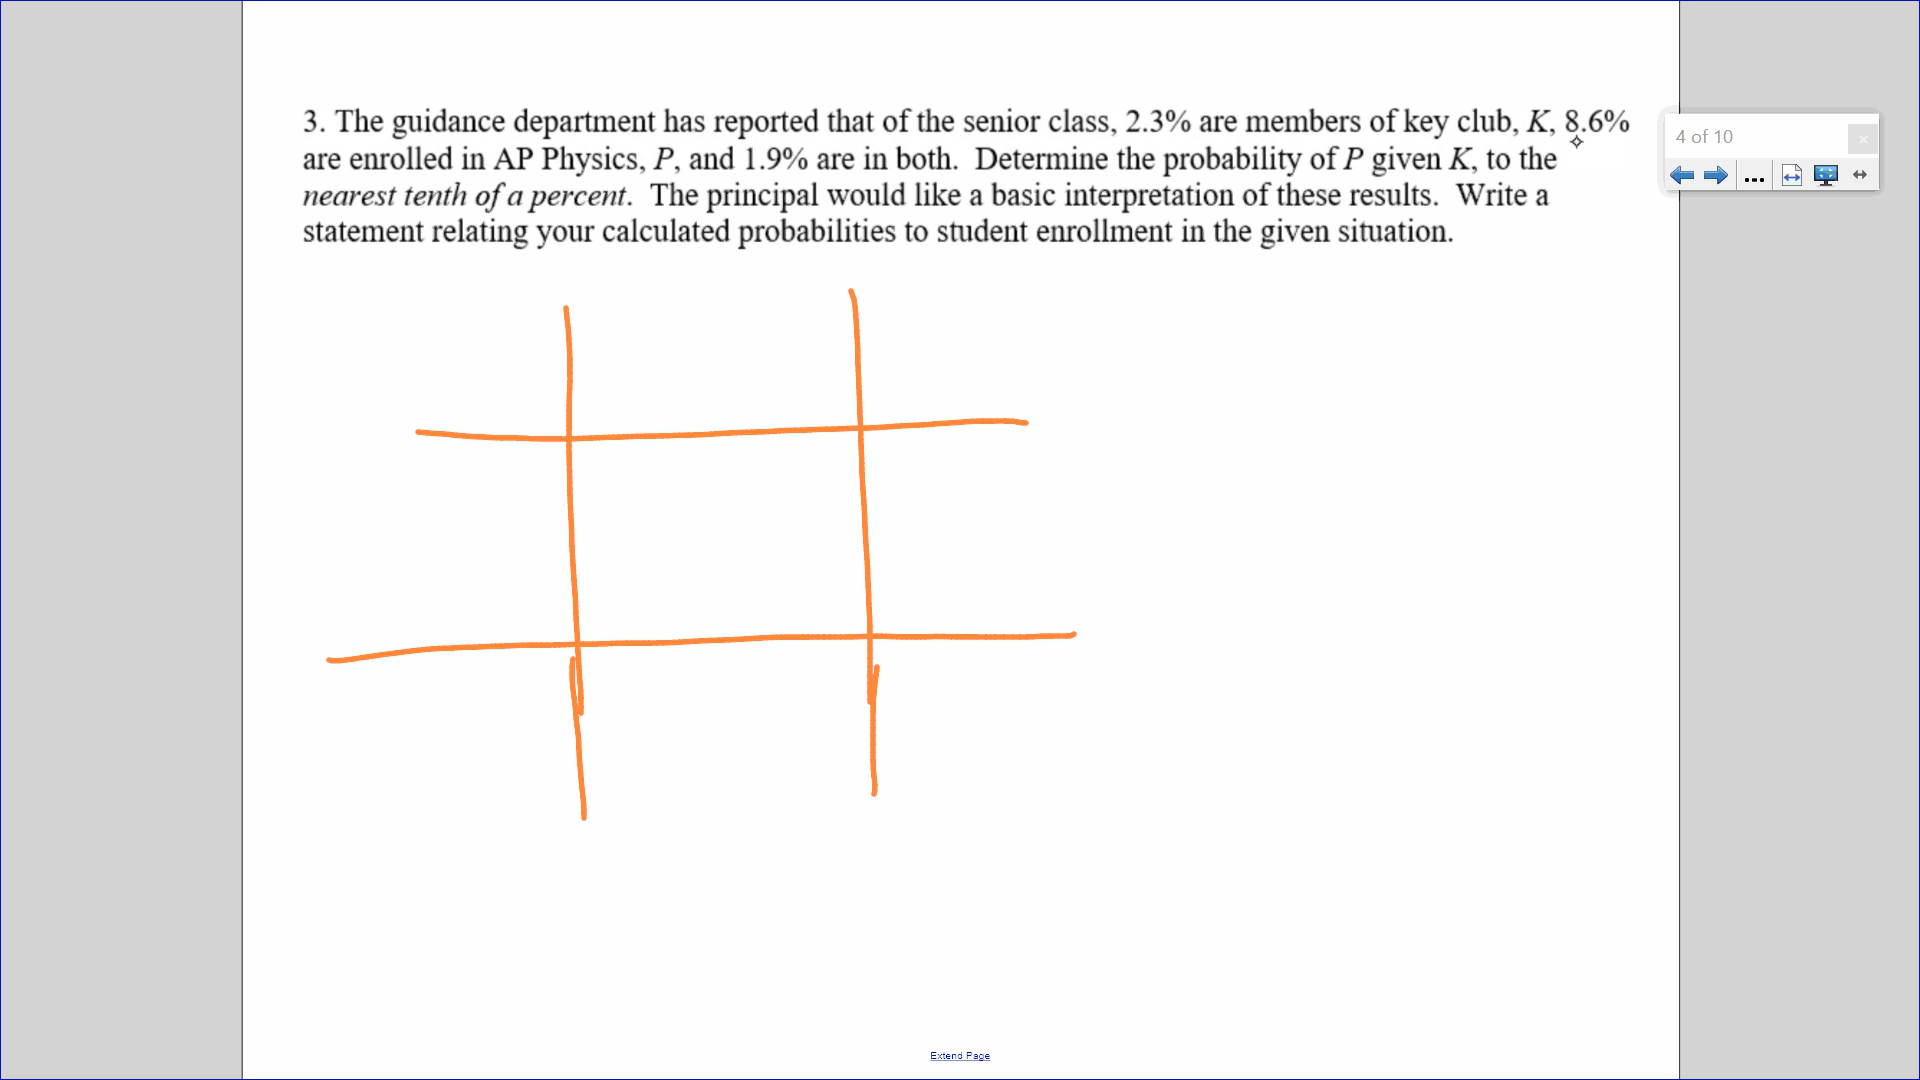 3. The guidance department has reported that of the senior class, 2.3% are members of key club, K, 8.6%
are enrolled in AP Physics, P, and 1.9% are in both. Determine the probability of P given K, to the
nearest tenth of a percent. The principal would like a basic interpretation of these results. Write a
statement relating your calculated probabilities to student enrollment in the given situation.
4 of 10
Extend Page